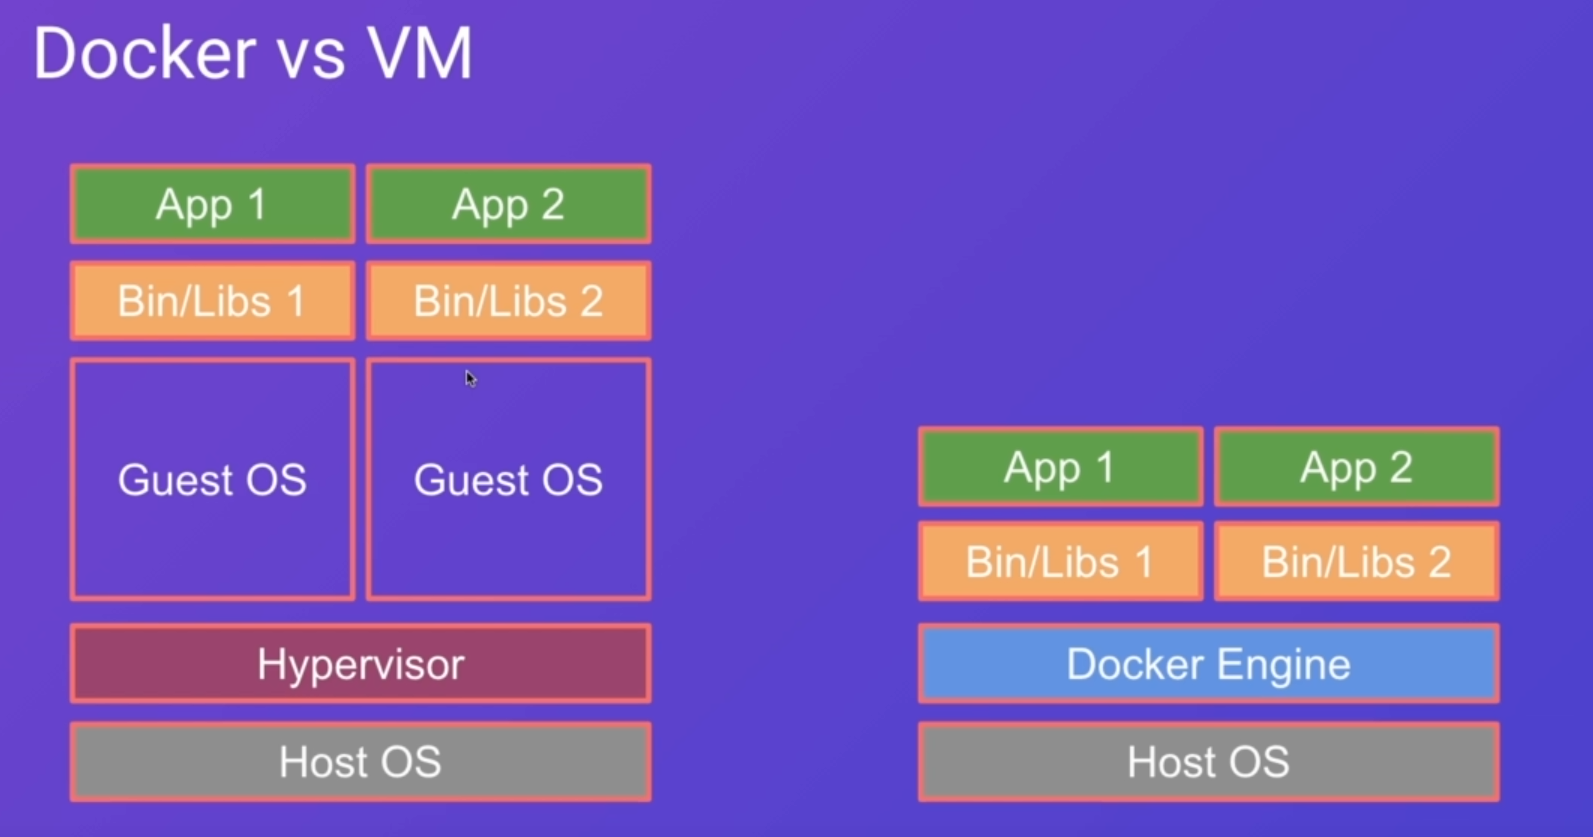 Docker vs VM
App 1
App 2
Bin/Libs 1
Bin/Libs 2
Guest OS
Guest OS
Hypervisor
Host OS
App 1
App 2
Bin/Libs 1
Bin/Libs 2
Docker Engine
Host OS